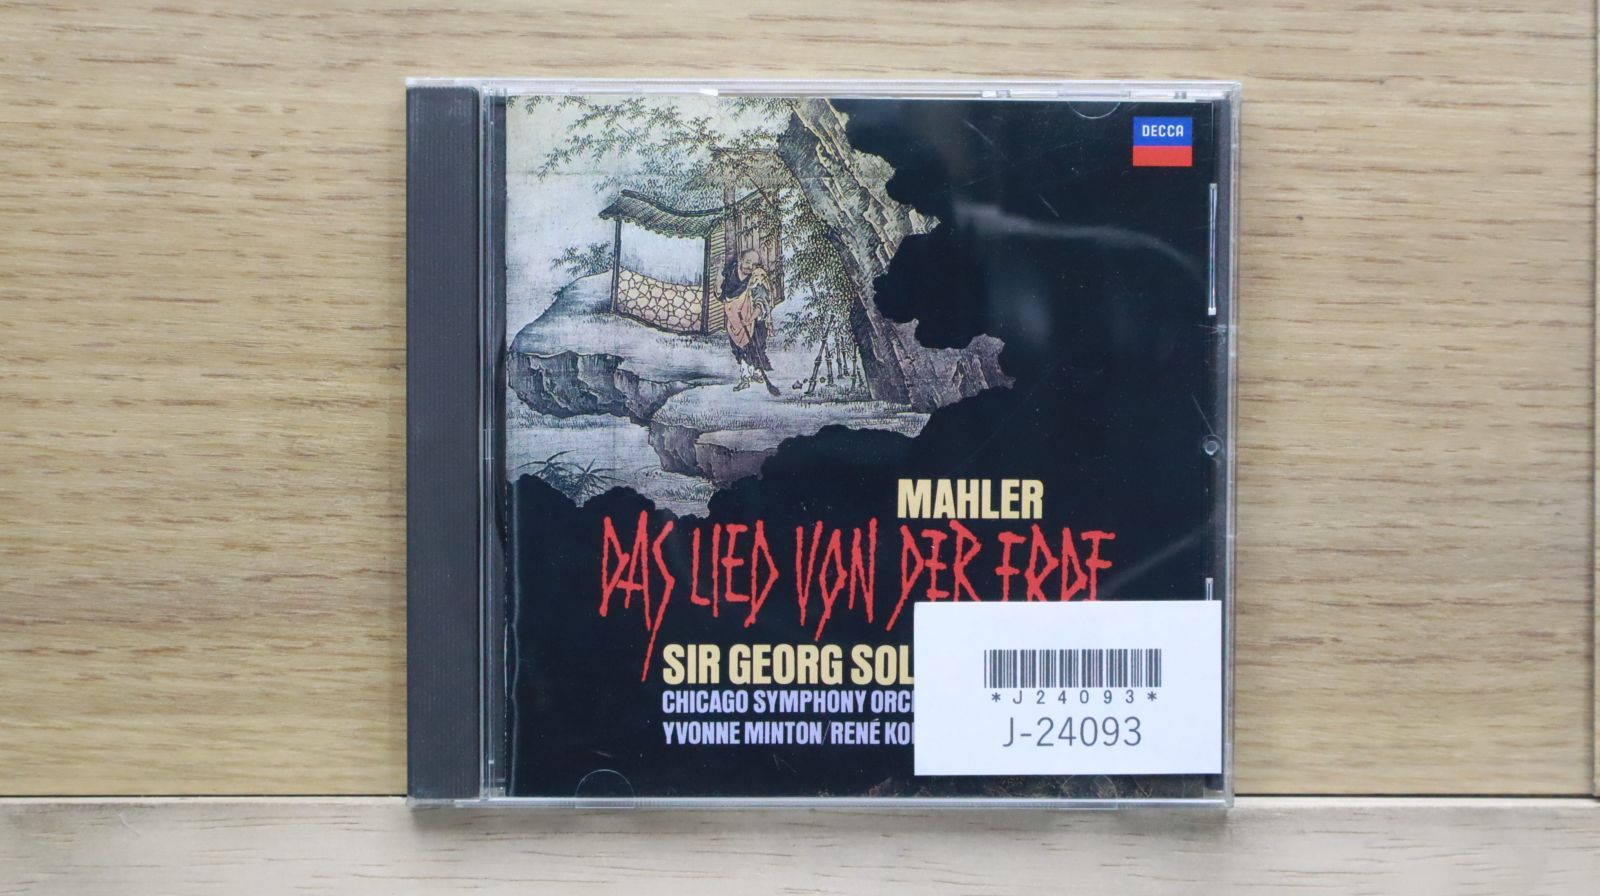 DECCA
MAHLER
DAS LIED VON DER ERDE
SIR GEORG SOL
CHICAGO SYMPHONY ORC
YVONNE MINTON/RENÉ KO
*J24093*
J-24093